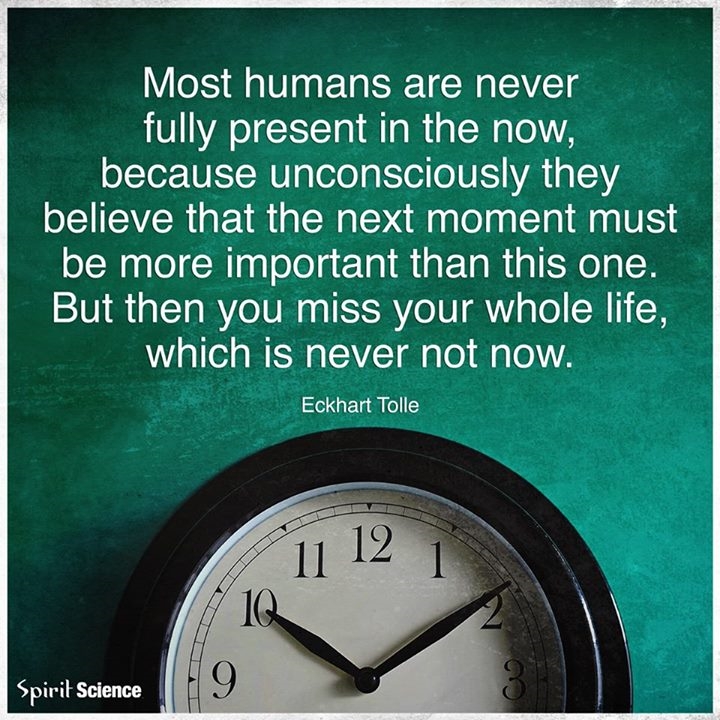 Most humans are never
fully present in the now,
because unconsciously they
believe that the next moment must
be more important than this one.
But then you miss your whole life,
which is never not now.
Eckhart Tolle
12
11
1
10
2
9
3
Spirit Science